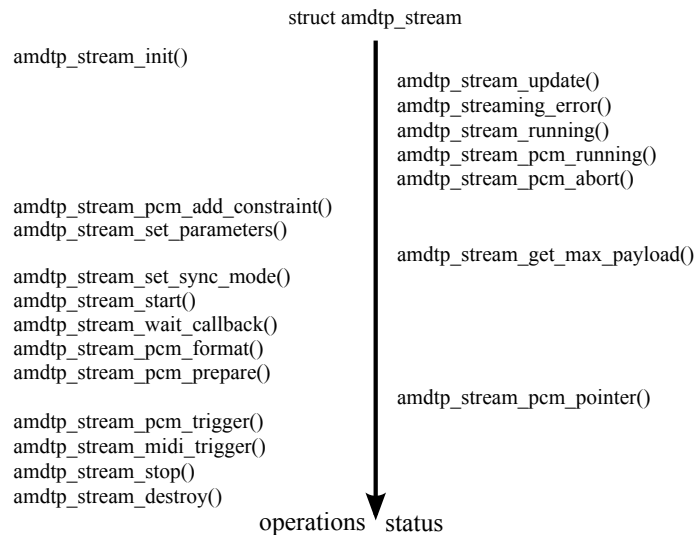 struct amdtp_stream
amdtp_stream_init()
amdtp_stream_update()
amdtp_streaming_error()
amdtp_stream_running()
amdtp_stream_pcm_running()
amdtp_stream_pcm_abort()
amdtp_stream_pcm_add_constraint()
amdtp_stream_set_parameters()
amdtp_stream_get_max_payload()
amdtp_stream_set_sync_mode()
amdtp_stream_start()
amdtp_stream_wait_callback()
amdtp_stream_pcm_format()
amdtp_stream_pcm_prepare()
amdtp_stream_pcm_pointer()
amdtp_stream_pcm_trigger()
amdtp_stream_midi_trigger()
amdtp_stream_stop()
amdtp_stream_destroy()
operations status